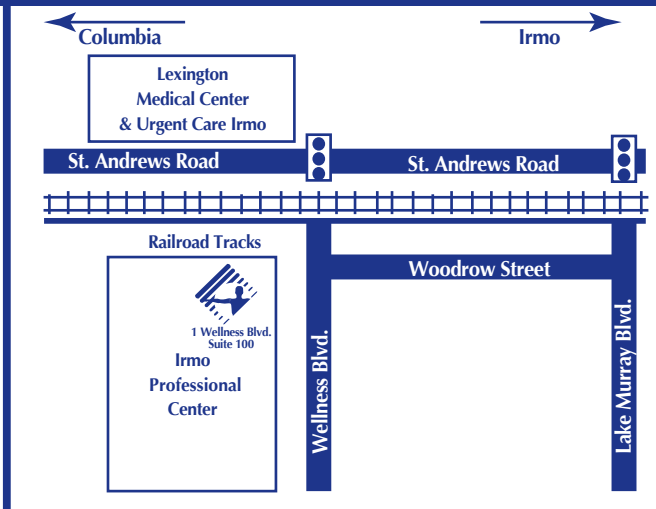 Columbia
Irmo
Lexington
Medical Center
& Urgent Care Irmo
St. Andrews Road
St. Andrews Road
Railroad Tracks
Woodrow Street
1 Wellness Blvd.
Suite 100
Irmo
Professional
Center
Wellness Blvd.
Lake Murray Blvd.